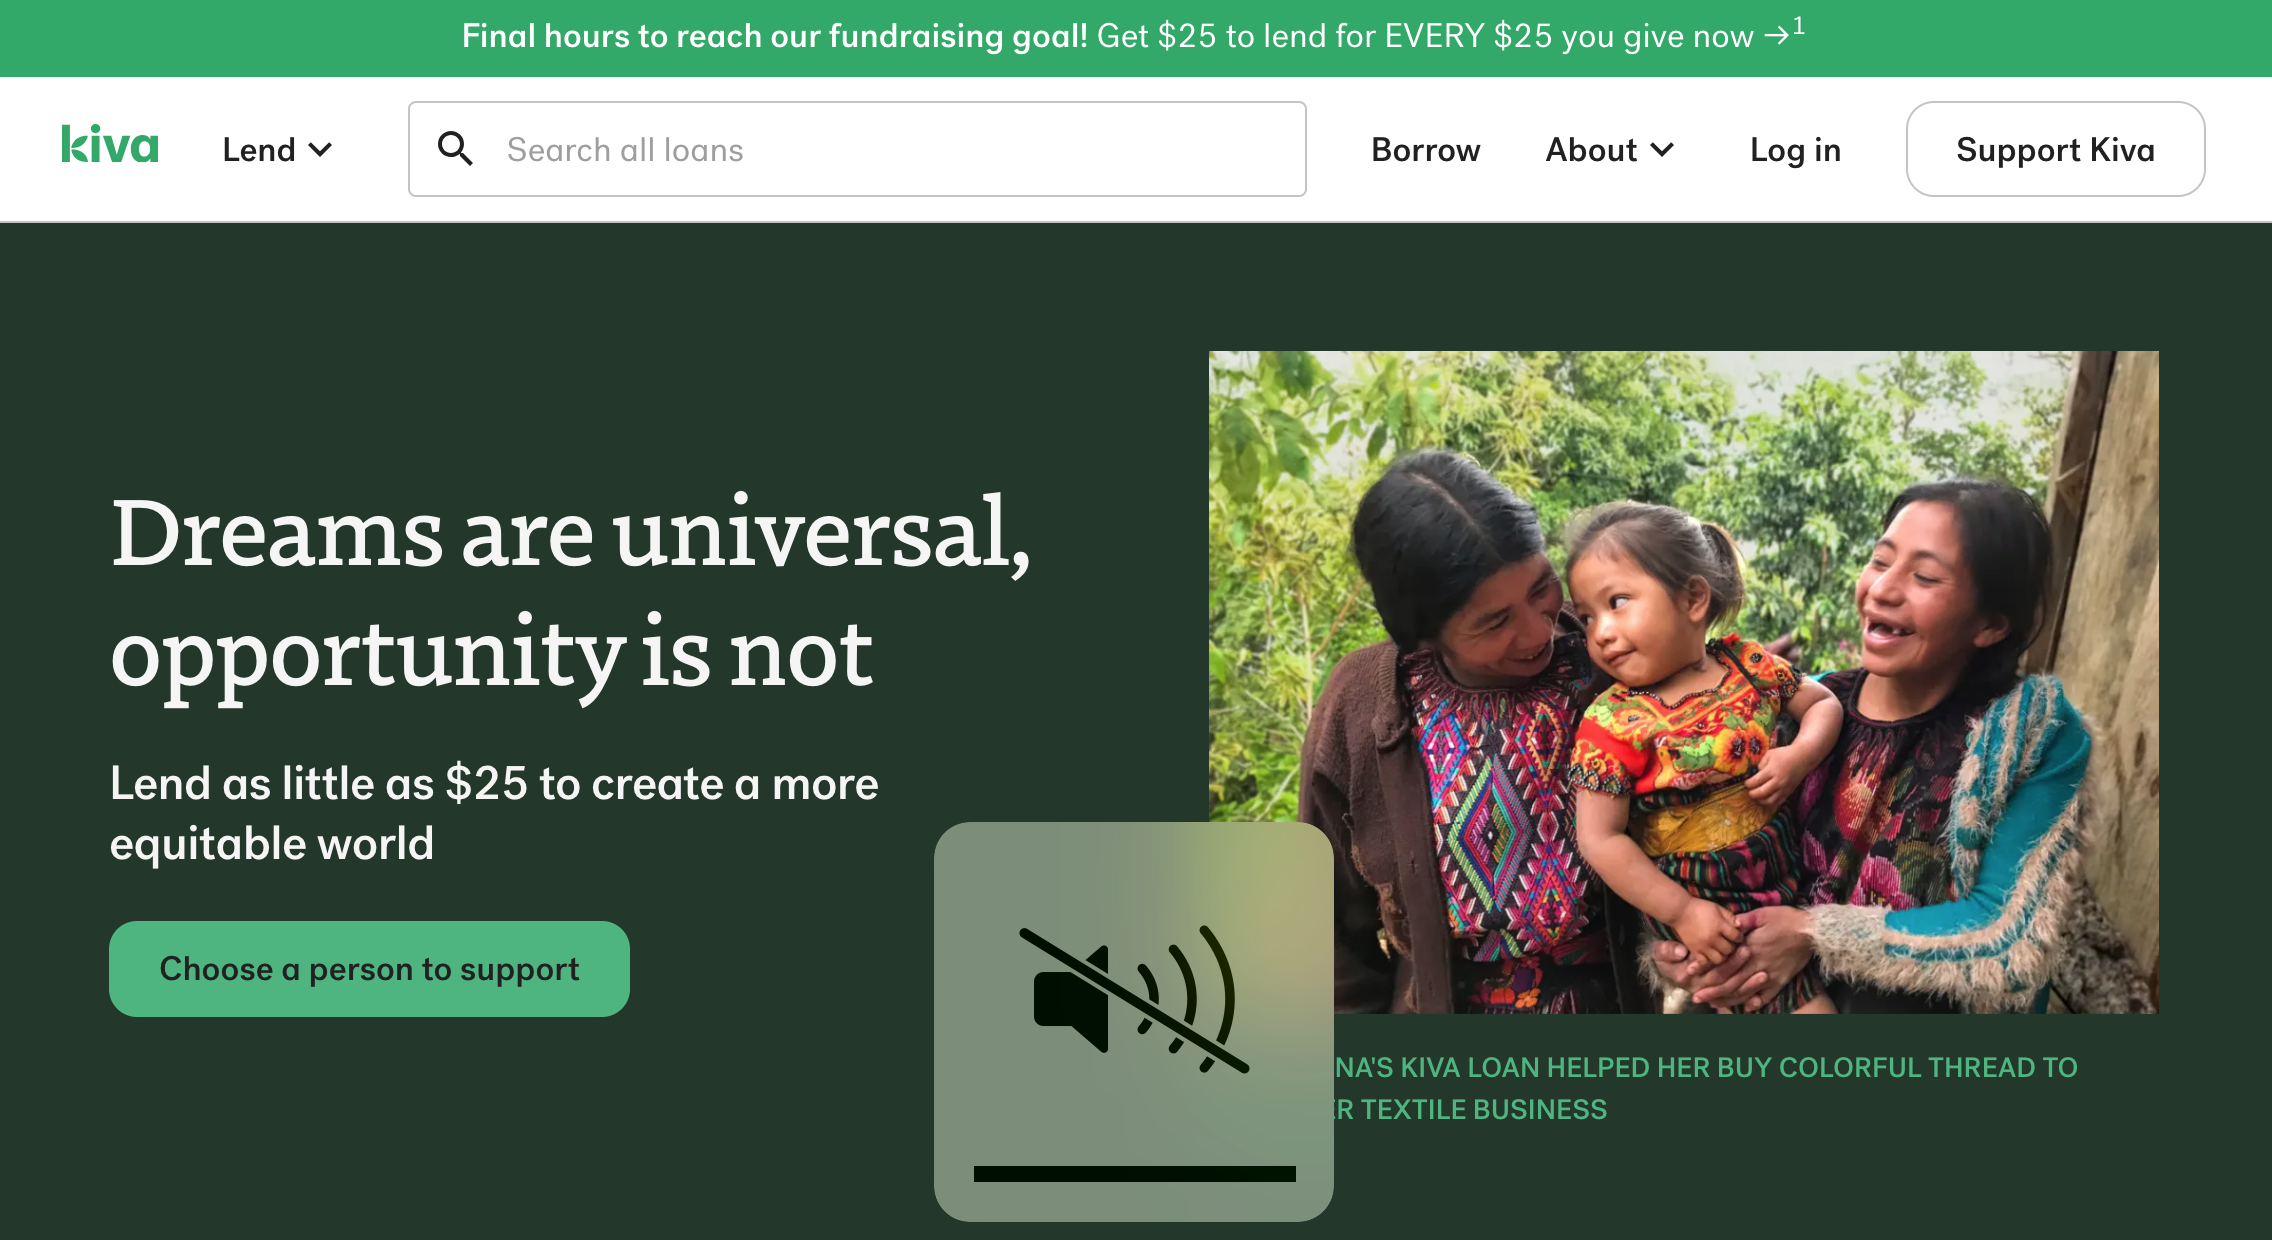 Final hours to reach our fundraising goal! Get $25 to lend for EVERY $25 you give now →1
kiva Lend Search all loans Borrow About Log in Support Kiva
Dreams are universal,
opportunity is not
Lend as little as $25 to create a more
equitable world
Choose a person to support
KIVA LOAN HELPED HER BUY COLORFUL THREAD TO
TEXTILE BUSINESS